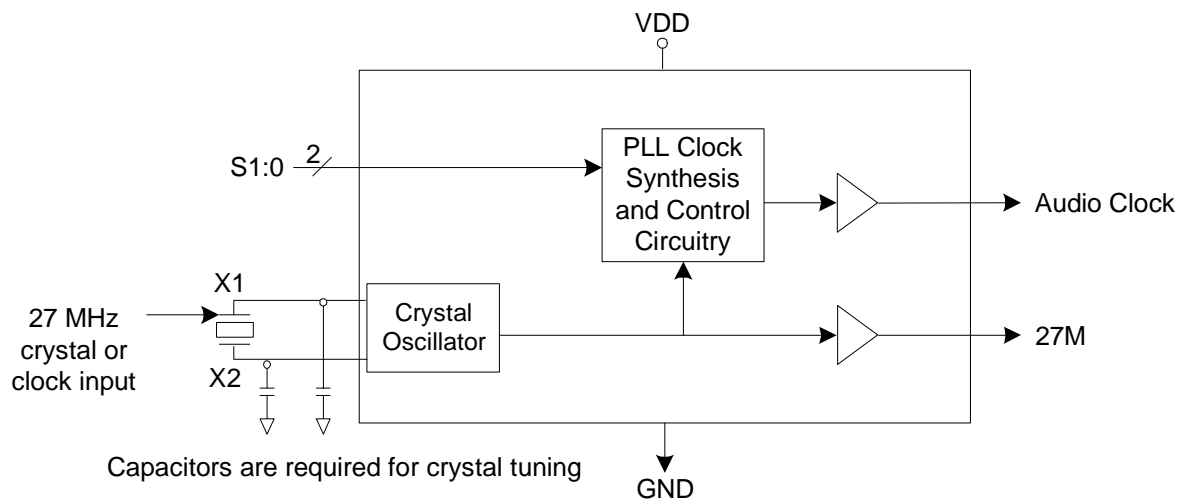 VDD
S1:0
2
PLL Clock
Synthesis
and Control
Circuitry
Audio Clock
X1
27 MHz
crystal or
clock input
Crystal
Oscillator
27M
X2
Capacitors are required for crystal tuning
GND